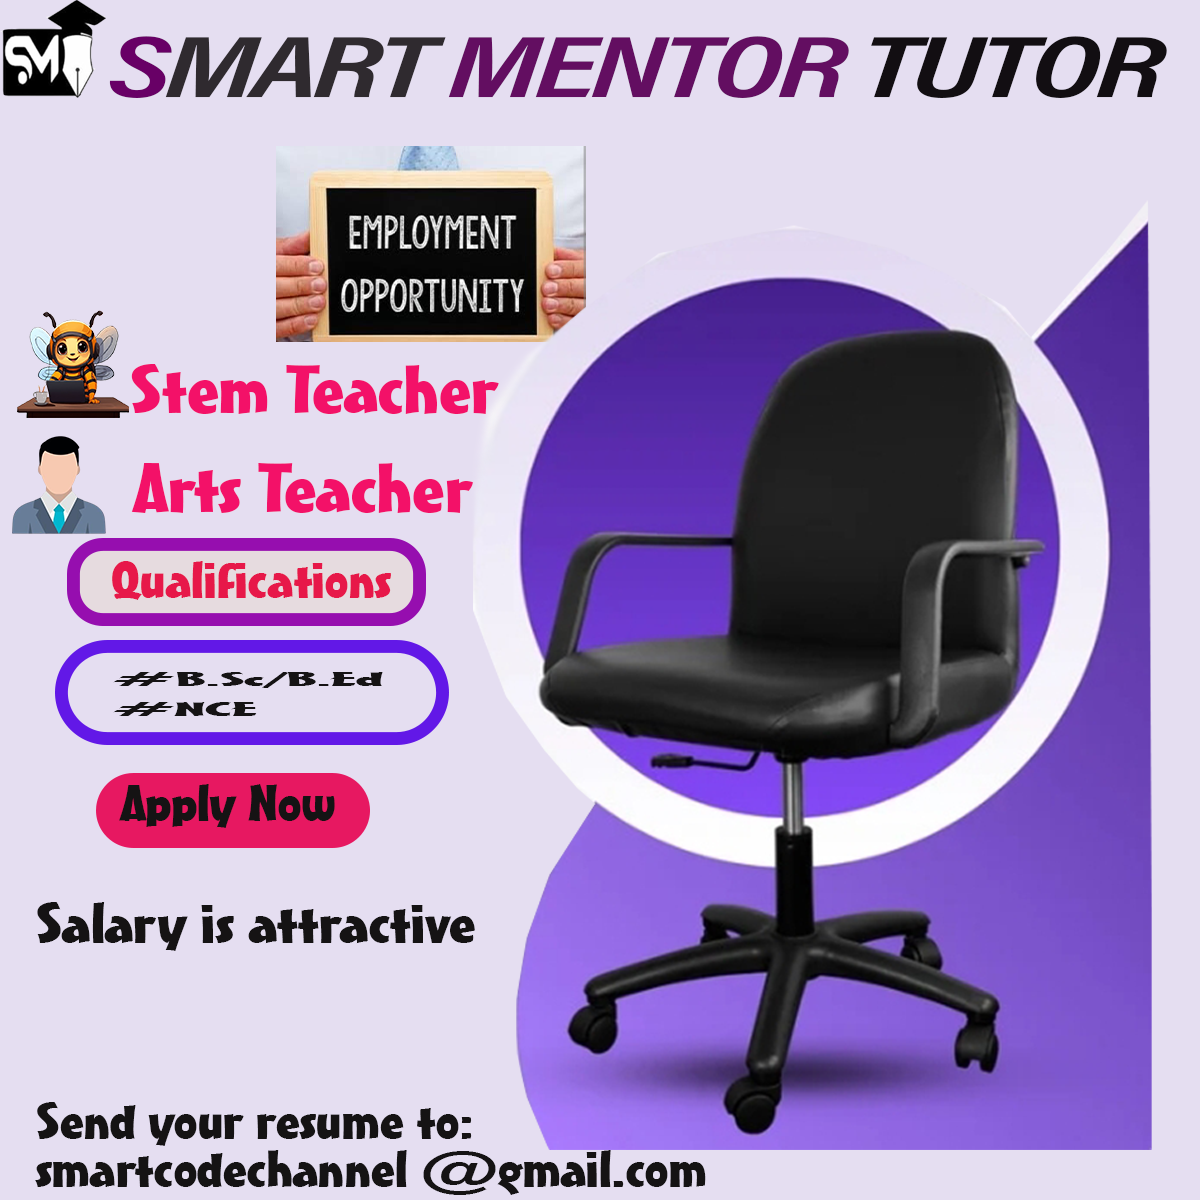 SM
SMART MENTOR TUTOR
EMPLOYMENT
OPPORTUNITY
Stem Teacher
Arts Teacher
Qualifications
#B.Sc/B.Ed
#NCE
Apply Now
Salary is attractive
Send your resume to:
smartcodechannel @gmail.com